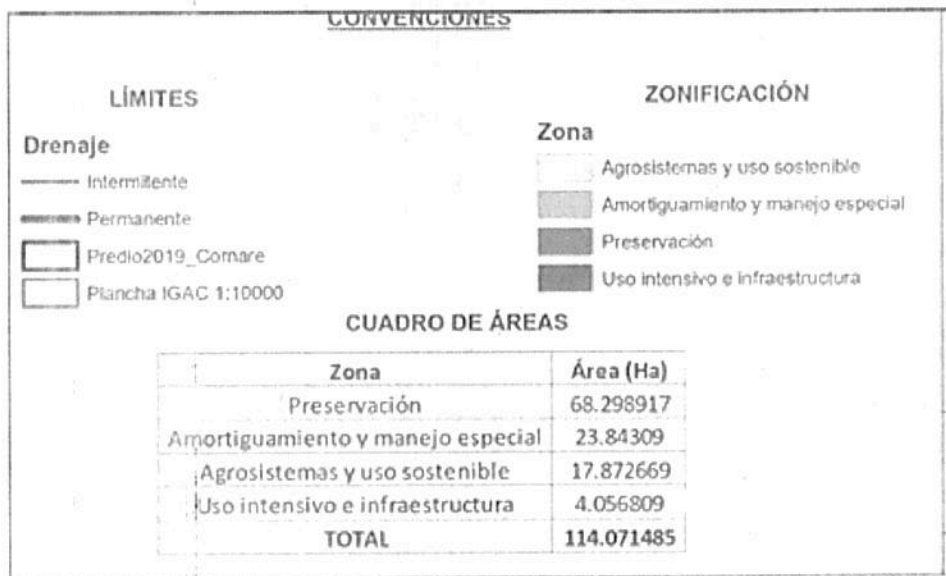 CONVENCIONES
LÍMITES
Drenaje
Intermitente
Permanente
Predio2019_Cornare
Plancha IGAC 1:10000
ZONIFICACIÓN
Zona
Agrosistemas y uso sostenible
Amortiguamiento y manejo especial
Preservación
Uso intensivo e infraestructura
CUADRO DE ÁREAS
Zona Área (Ha)
Preservación 68.298917
Amortiguamiento y manejo especial 23.84309
Agrosistemas y uso sostenible 17.872669
Uso intensivo e infraestructura 4.056809
TOTAL 114.071485